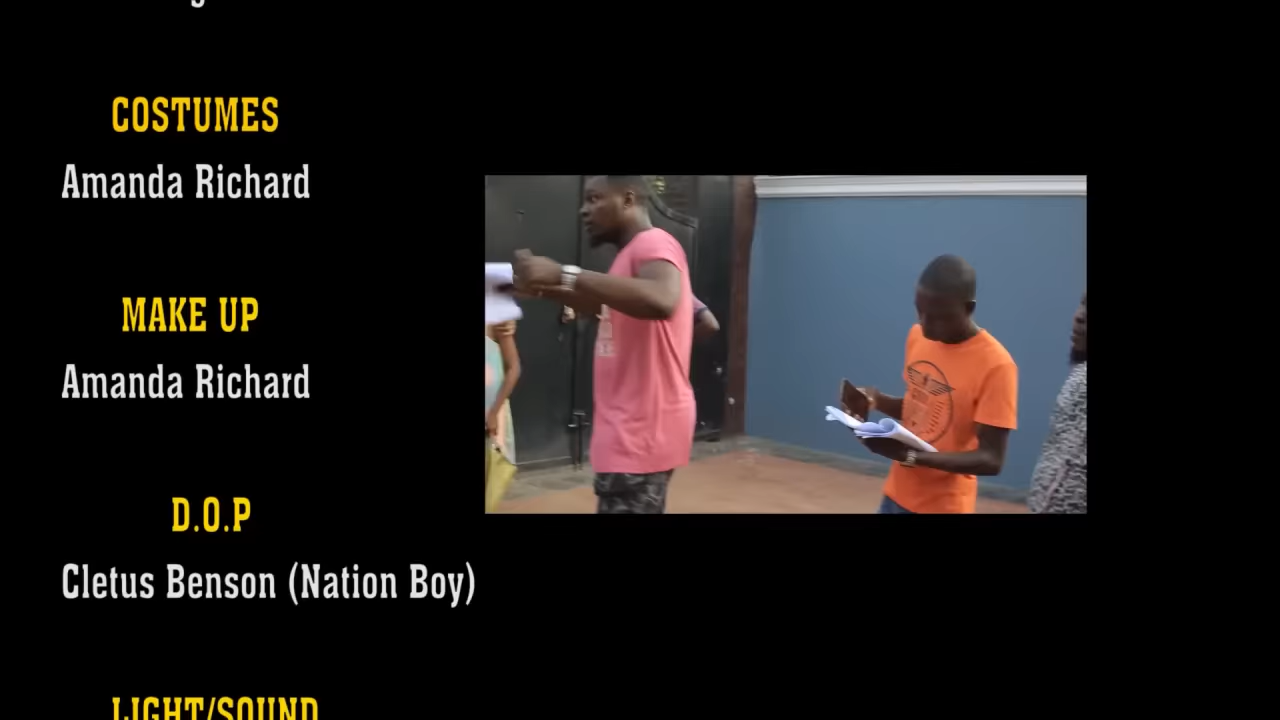 COSTUMES
Amanda Richard
MAKE UP
Amanda Richard
D.O.P
Cletus Benson (Nation Boy)
LIGHT/SOUND